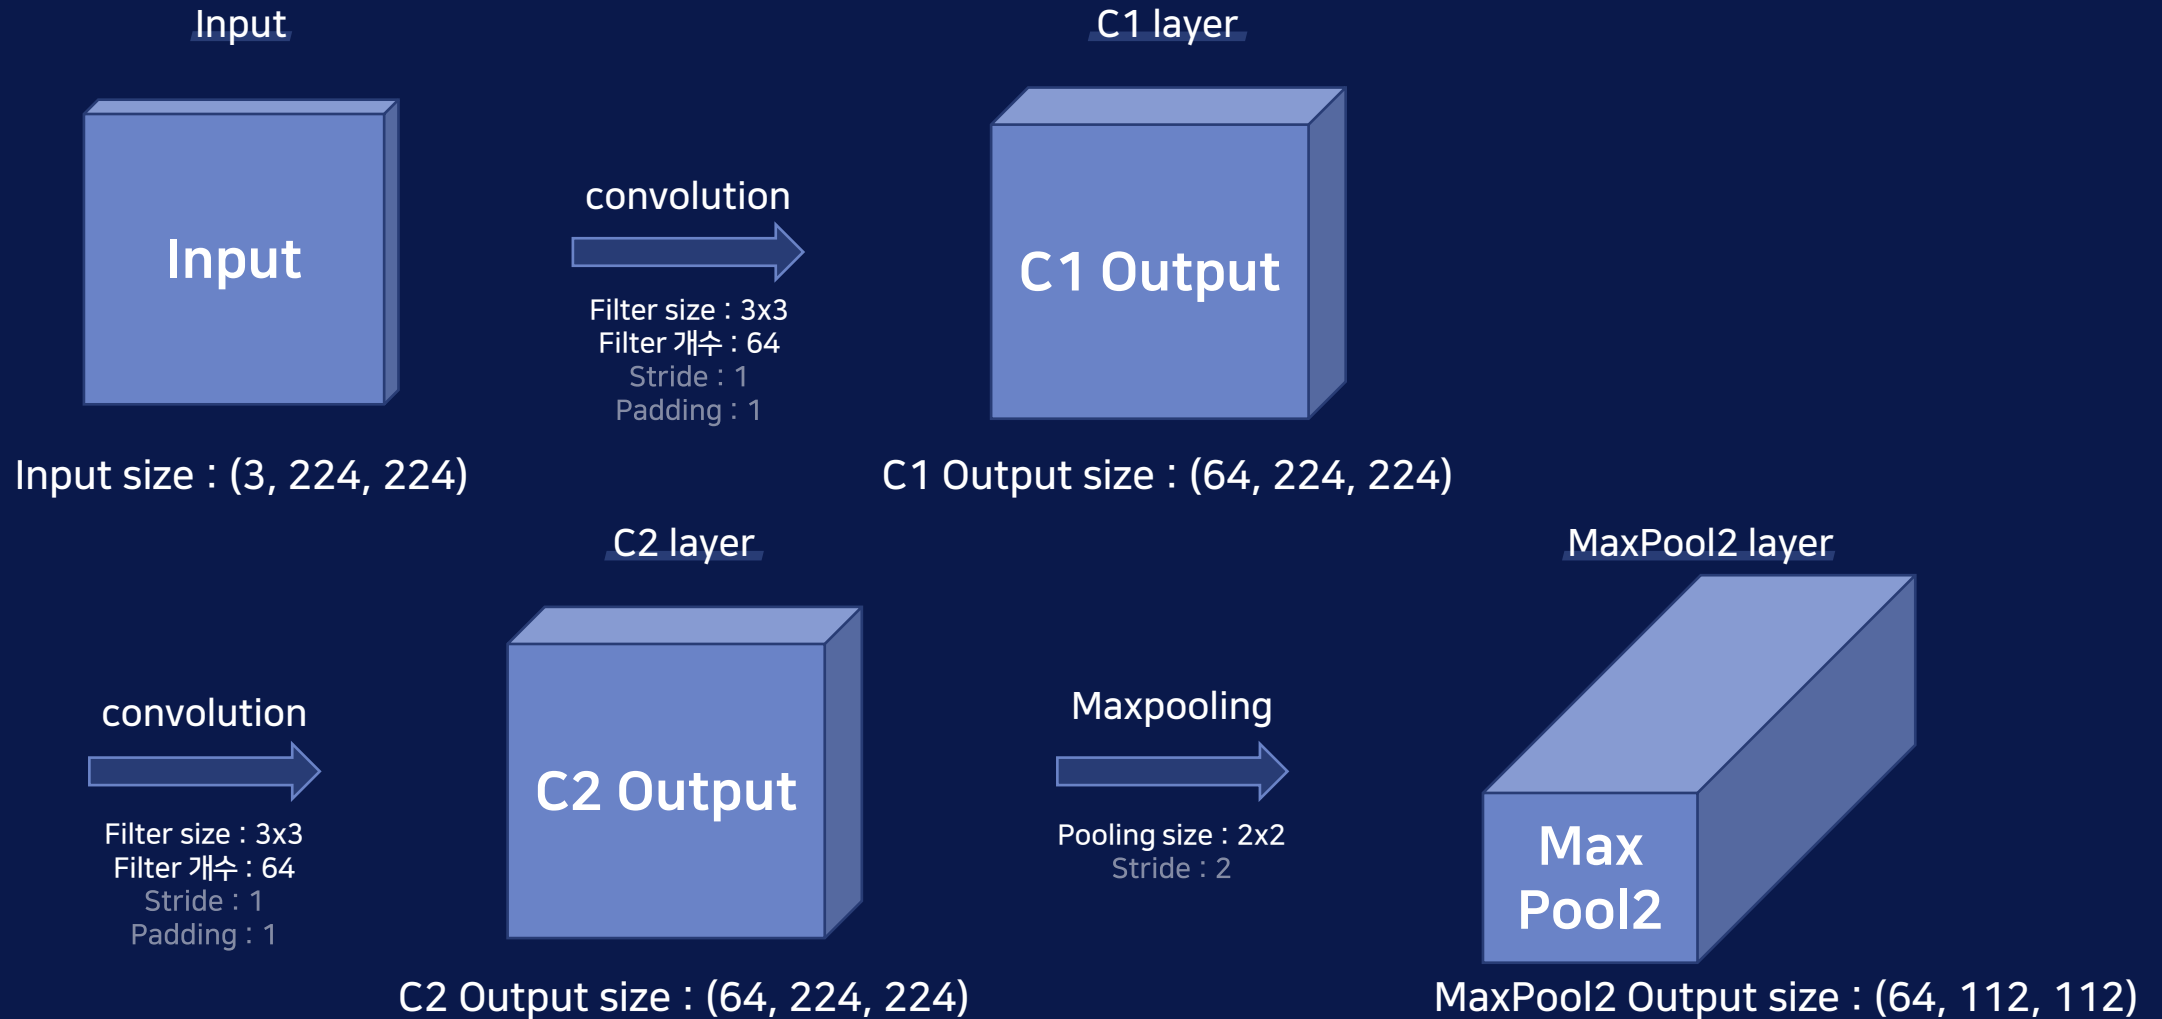 Input
C1 layer
Input
convolution
Filter size : 3x3
Filter 개수 : 64
Stride : 1
Padding : 1
C1 Output
Input size : (3, 224, 224)
C1 Output size : (64, 224, 224)
C2 layer
MaxPool2 layer
convolution
Filter size : 3x3
Filter 개수 : 64
Stride : 1
Padding : 1
C2 Output
Maxpooling
Pooling size : 2x2
Stride : 2
Max
Pool2
C2 Output size : (64, 224, 224)
MaxPool2 Output size : (64, 112, 112)